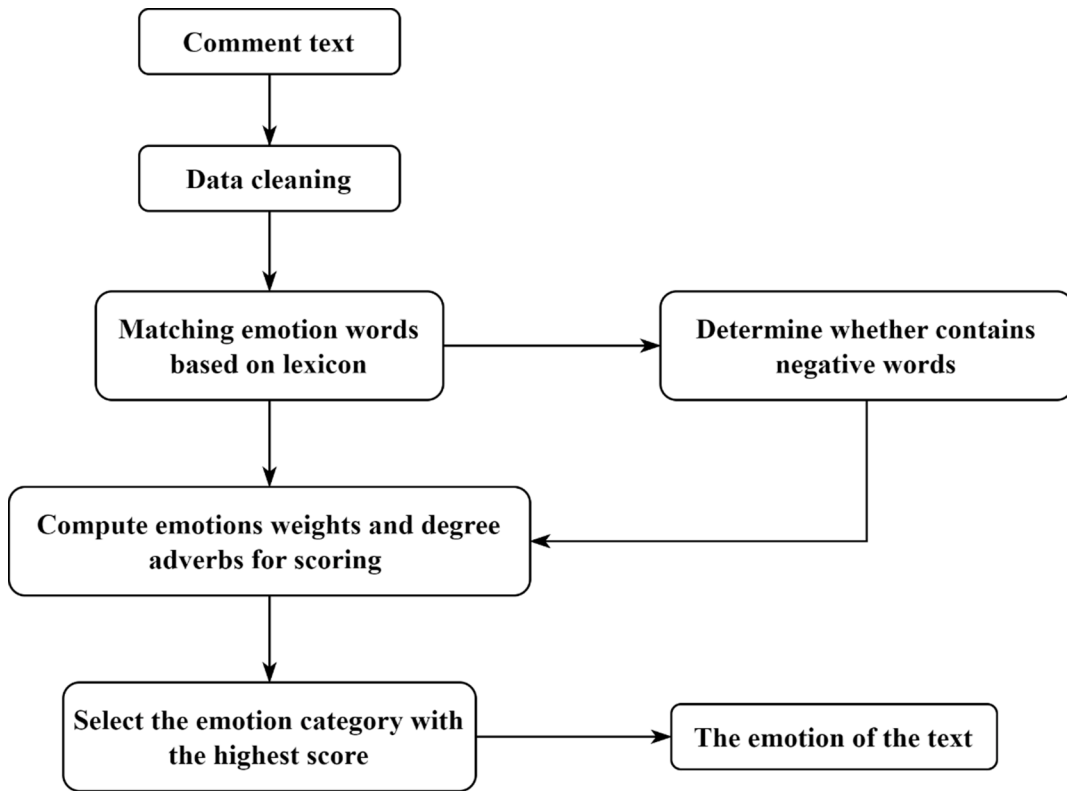 Comment text
Data cleaning
Matching emotion words
based on lexicon
Determine whether contains
negative words
Compute emotions weights and degree
adverbs for scoring
Select the emotion category with
the highest score
The emotion of the text